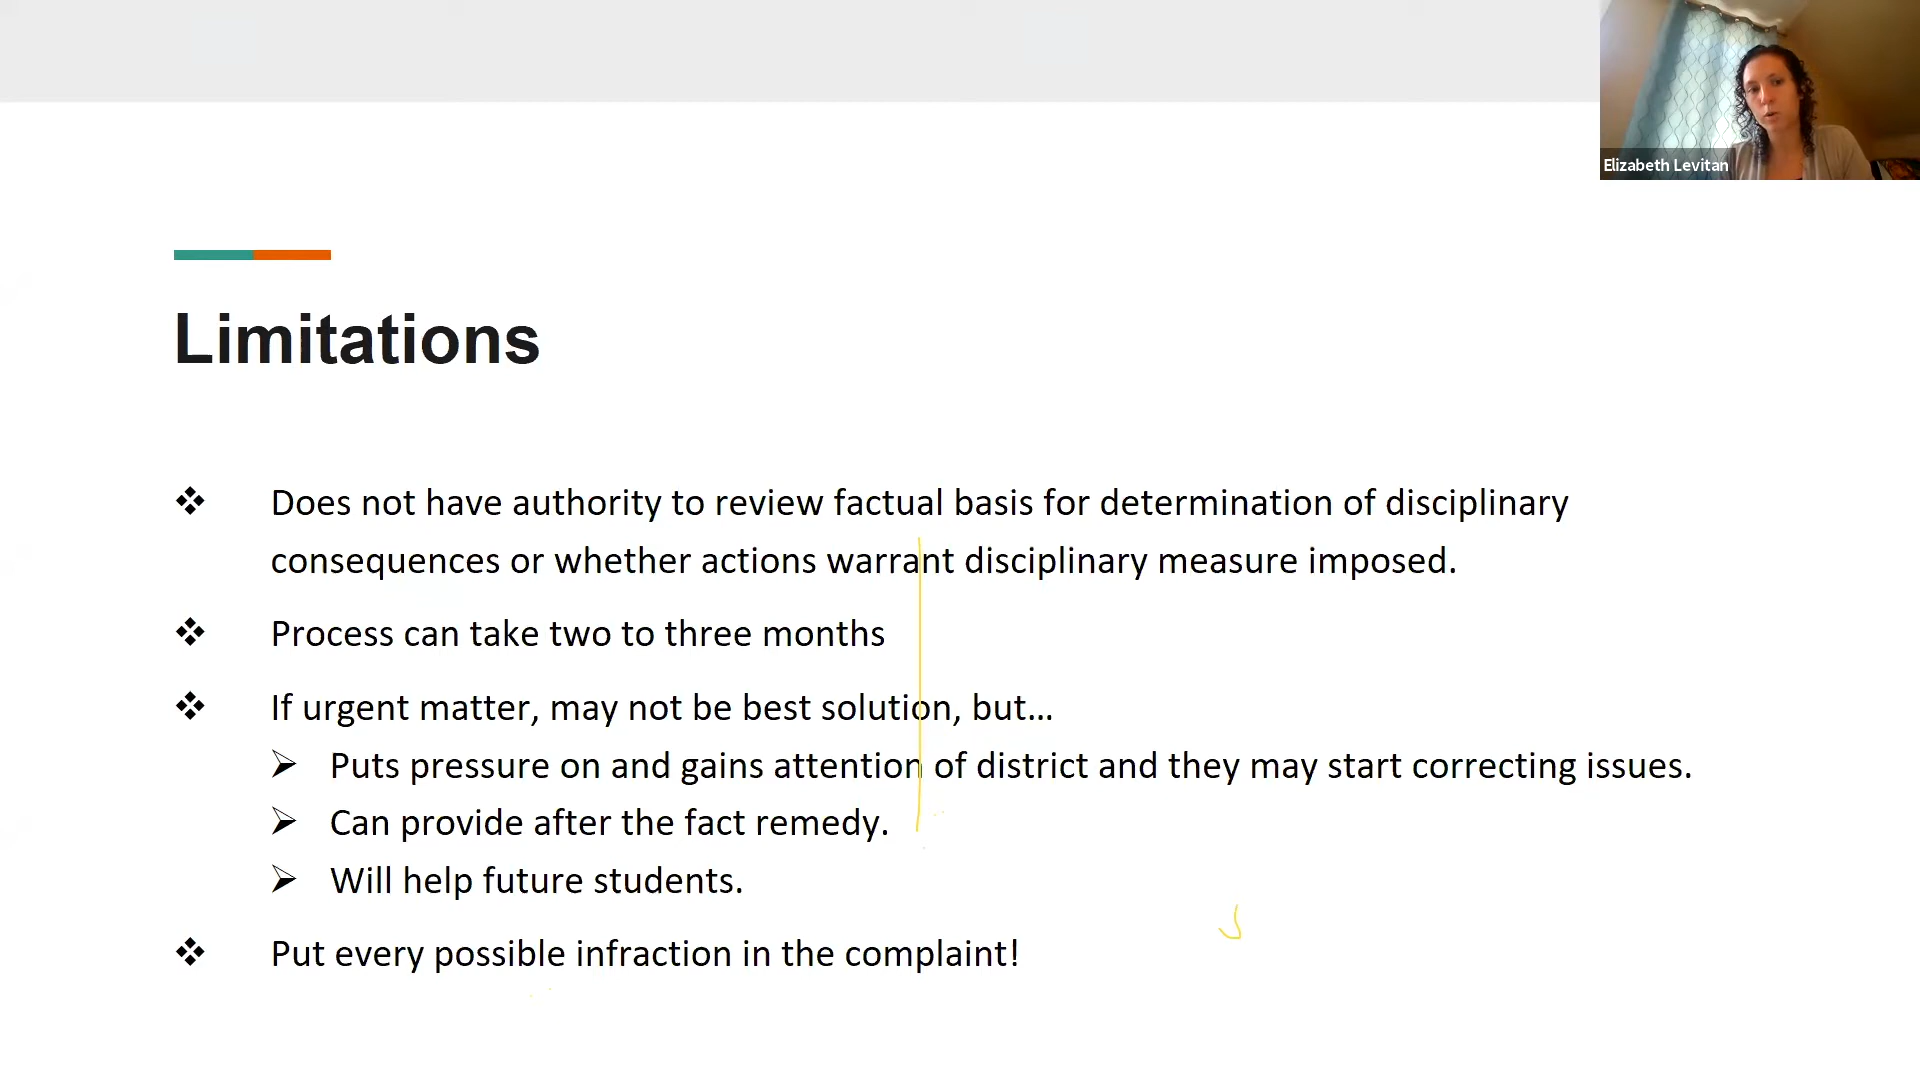 Elizabeth Levitan
Limitations
❖ Does not have authority to review factual basis for determination of disciplinary
consequences or whether actions warrant disciplinary measure imposed.
❖ Process can take two to three months
❖ If urgent matter, may not be best solution, but...
➢ Puts pressure on and gains attention of district and they may start correcting issues.
➢ Can provide after the fact remedy.
➢ Will help future students.
❖ Put every possible infraction in the complaint!